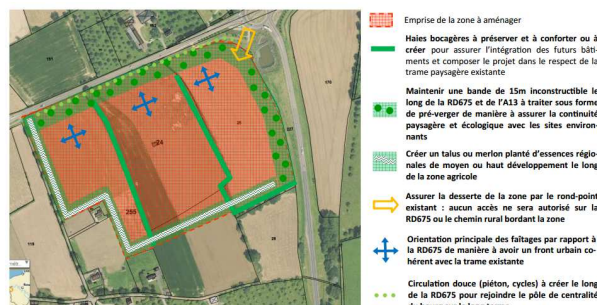 Emprise de la zone à aménager
Haies bocagères à préserver et à conforter ou à
créer pour assurer l'intégration des futurs bâti-
ments et composer le projet dans le respect de la
trame paysagère existante
Maintenir une bande de 15m inconstructible le
long de la RD675 et de l'A13 à traiter sous forme
de pré-verger de manière à assurer la continuité
paysagère et écologique avec les sites environ-
nants
Créer un talus ou merlon planté d'essences régio-
nales de moyen ou haut développement le long
de la zone agricole
Assurer la desserte de la zone par le rond-point
existant : aucun accès ne sera autorisé sur la
RD675 ou le chemin rural bordant la zone
Orientation principale des faîtages par rapport à
la RD675 de manière à avoir un front urbain co-
hérent avec la trame existante
Circulation douce (piéton, cycles) à créer le long
de la RD675 pour rejoindre le pôle de centralité
289